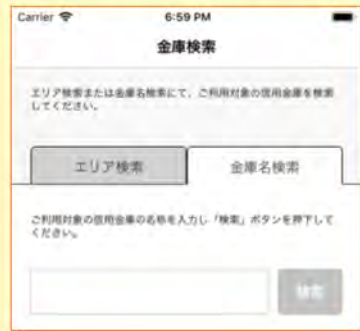 Carrier 6:59 PM
金庫検索
エリア検索または金庫名検索にて、ご利用対象の信用金庫を検索
してください。
エリア検索 金庫名検索
ご利用対象の信用金庫の名称を入力し「検索」ボタンを押下して
ください。
検索